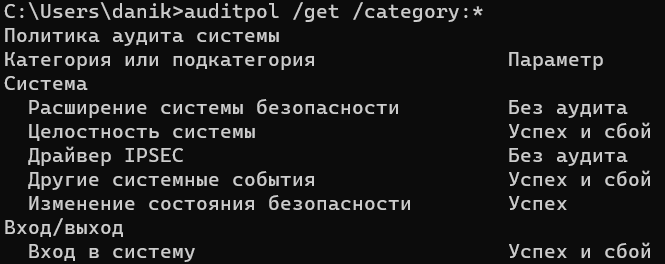 C:\Users\danik>auditpol /get /category:*
Политика аудита системы
Категория или подкатегория Параметр
Система
Расширение системы безопасности Без аудита
Целостность системы Успех и сбой
Драйвер IPSEC Без аудита
Другие системные события Успех и сбой
Изменение состояния безопасности Успех
Вход/выход
Вход в систему Успех и сбой